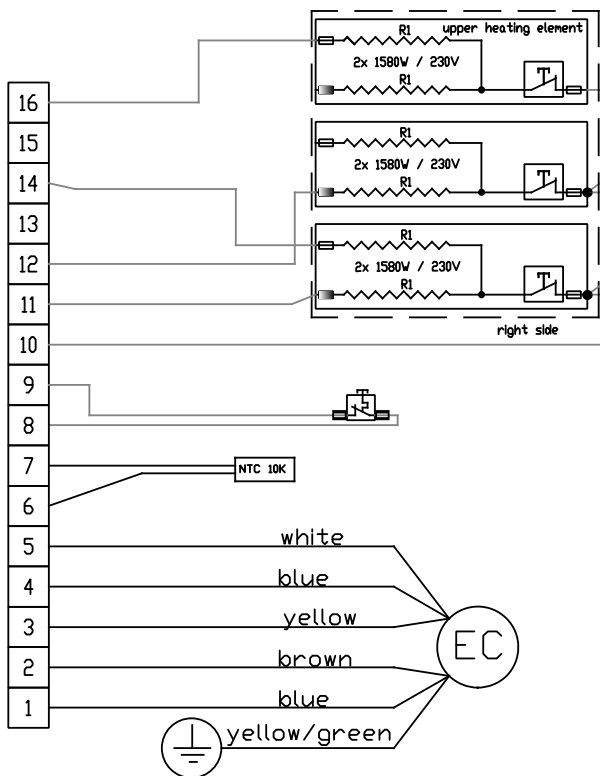 R1
upper heating element
2x 1580W / 230V
R1
16
15
R1
2x 1580W / 230V
R1
14
13
R1
12
2x 1580W / 230V
R1
11
right side
10
9
8
7
NTC 10K
6
5
white
4
blue
3
yellow
EC
2
brown
1
blue
yellow/green